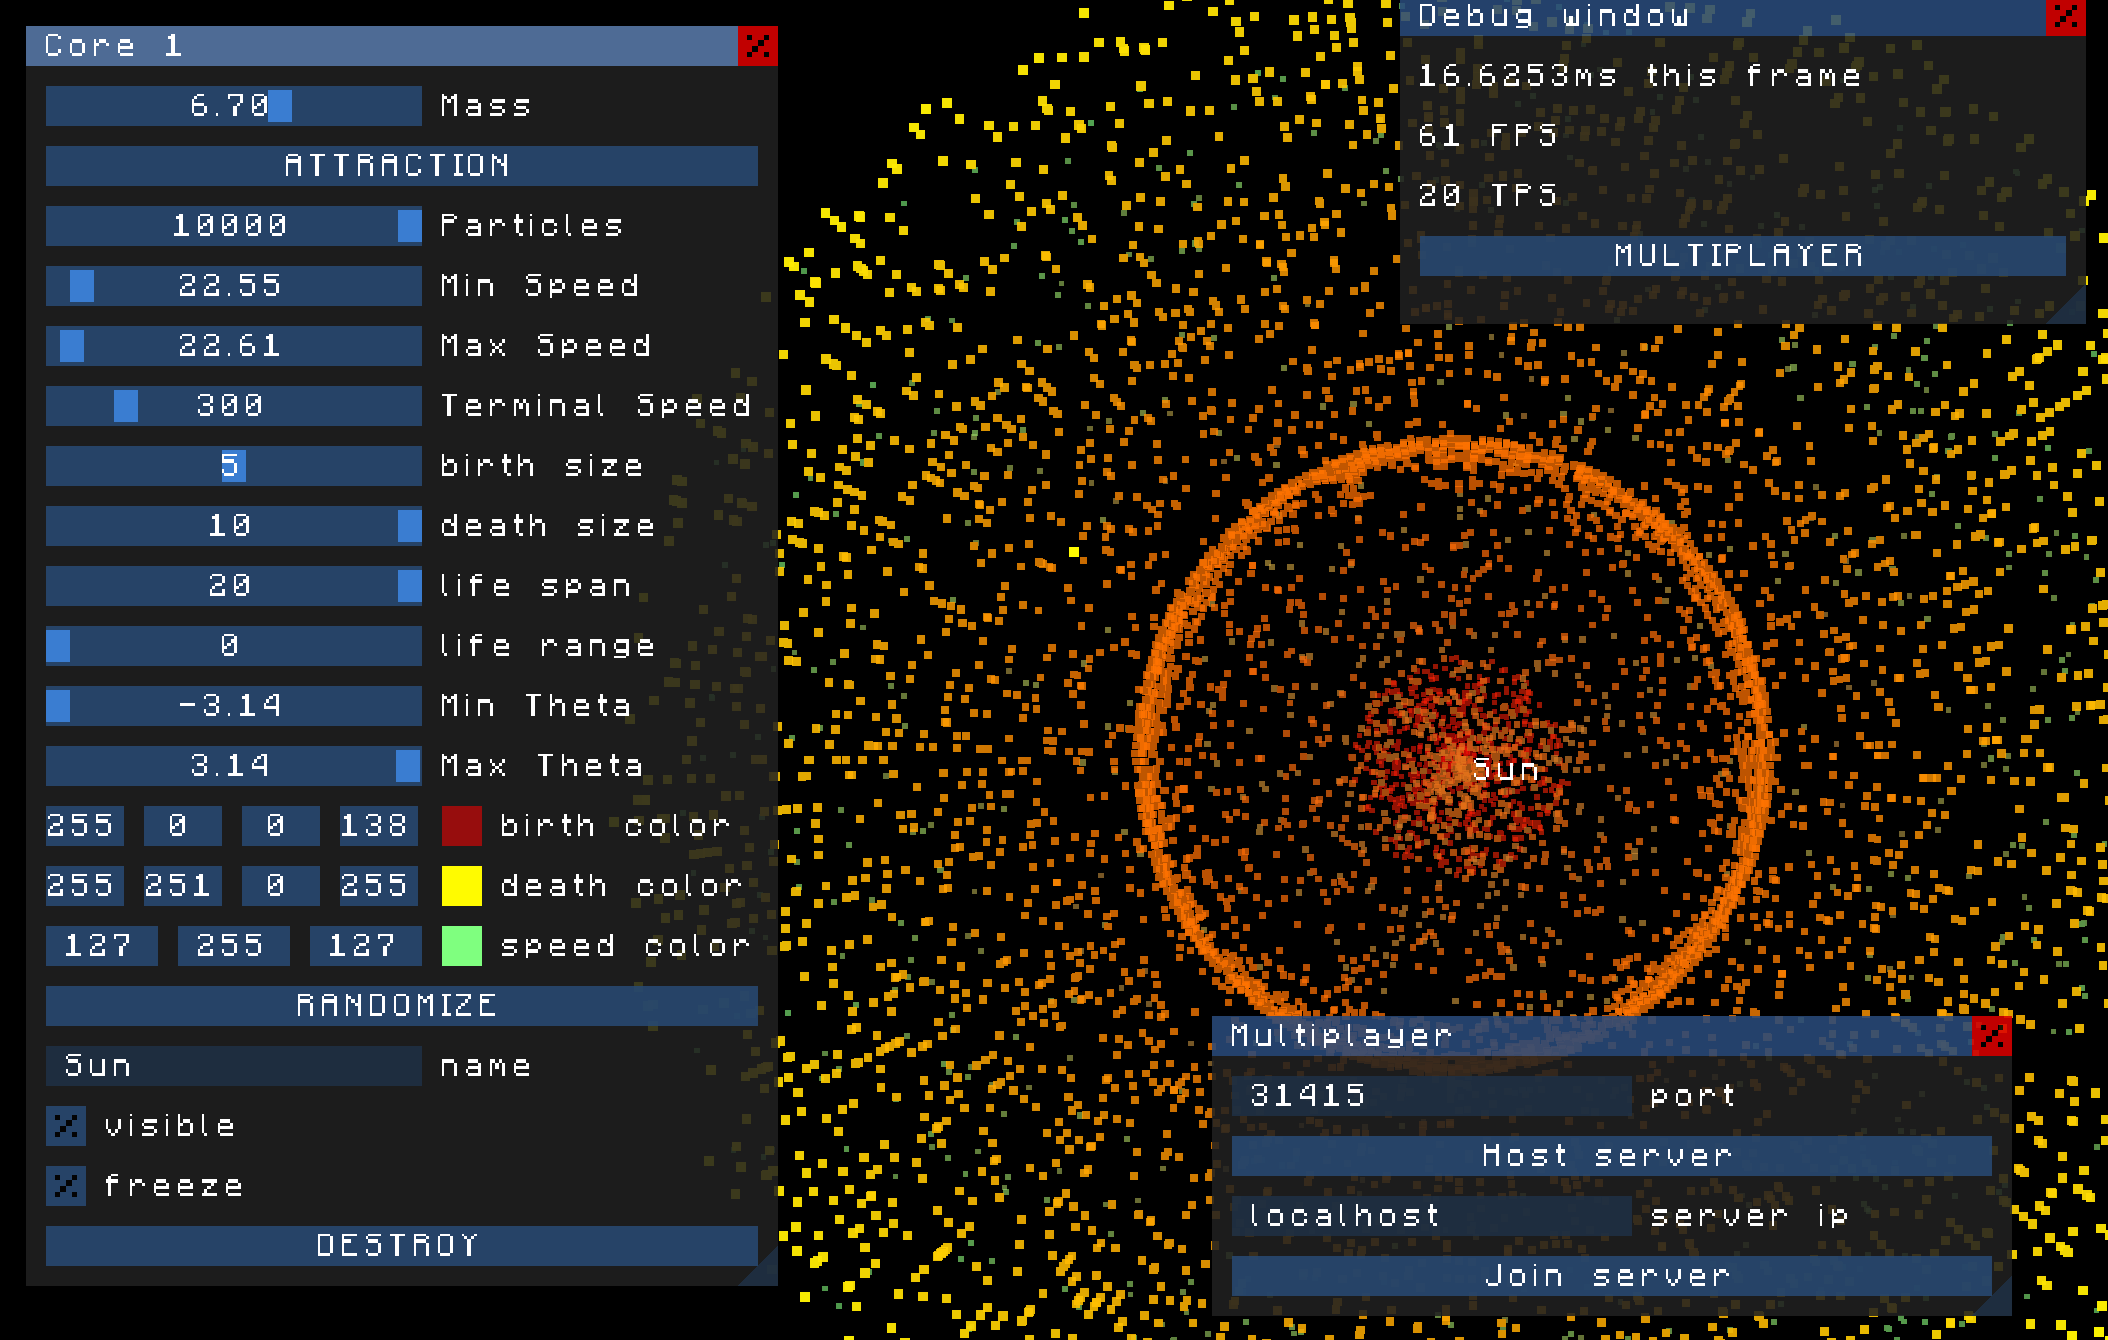 Core 1
6.70 Mass
ATTRACTION
10000 Particles
22.55 Min Speed
22.61 Max Speed
300 Terminal Speed
5 birth size
10 death size
20 life span
0 life range
-3.14 Min Theta
3.14 Max Theta
255 0 0 138 birth color
255 251 0 255 death color
127 255 127 speed color
RANDOMIZE
Sun name
visible
freeze
DESTROY
Debug window
16.6253ms this frame
61 FPS
20 TPS
MULTIPLAYER
Sun
Multiplayer
31415 port
Host server
localhost server ip
Join server